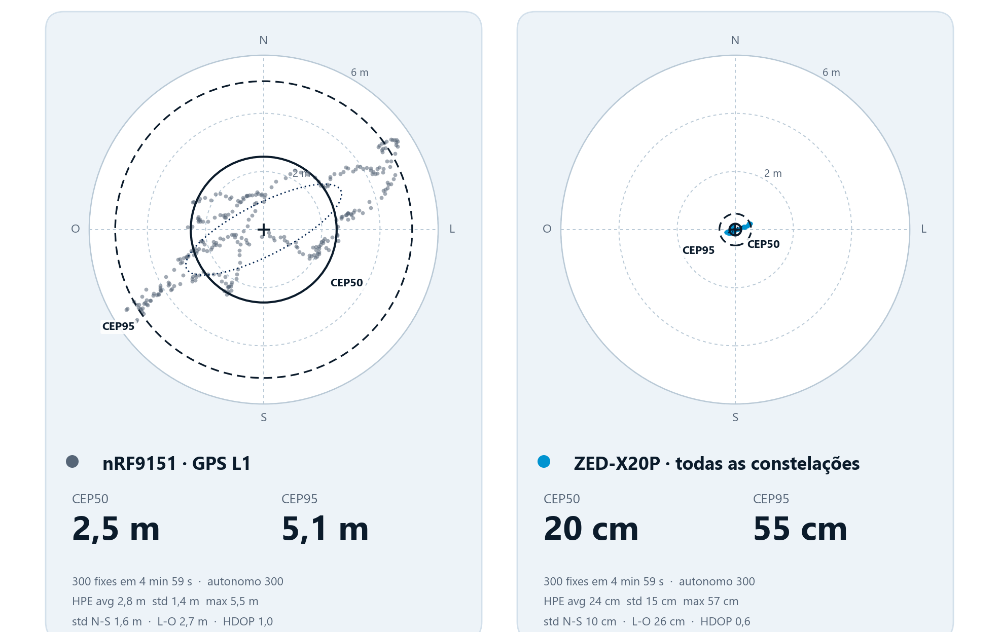 N
6 m
2 m
O
L
CEP50
CEP95
S
nRF9151 · GPS L1
CEP50
CEP95
2,5 m
5,1 m
300 fixes em 4 min 59 s · autonomo 300
HPE avg 2,8 m std 1,4 m max 5,5 m
std N-S 1,6 m · L-O 2,7 m · HDOP 1,0
N
6 m
2 m
O
L
CEP50
CEP95
S
ZED-X20P · todas as constelações
CEP50
CEP95
20 cm
55 cm
300 fixes em 4 min 59 s · autonomo 300
HPE avg 24 cm std 15 cm max 57 cm
std N-S 10 cm · L-O 26 cm · HDOP 0,6